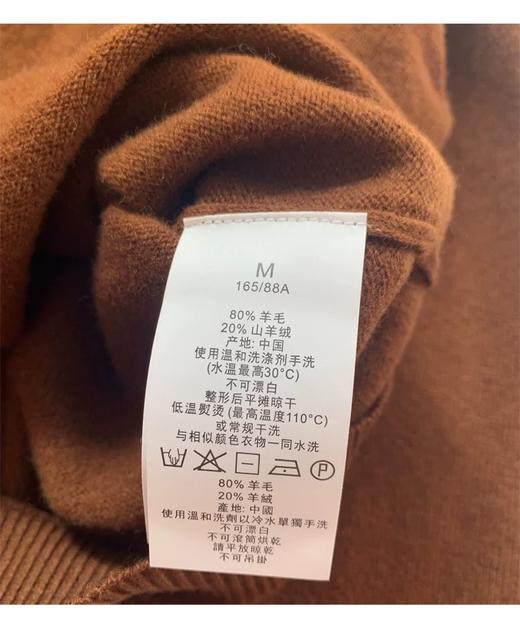 M
165/88A
80% 羊毛
20% 山羊绒
产地: 中国
使用温和洗涤剂手洗
(水温最高30°C)
不可漂白
整形后平摊晾干
低温熨烫 (最高温度110°C)
或常规干洗
与相似颜色衣物一同水洗
P
80% 羊毛
20% 羊絨
產地: 中國
使用溫和洗劑以冷水單獨手洗
不可漂白
不可滾筒烘乾
請平放晾乾
不可吊掛